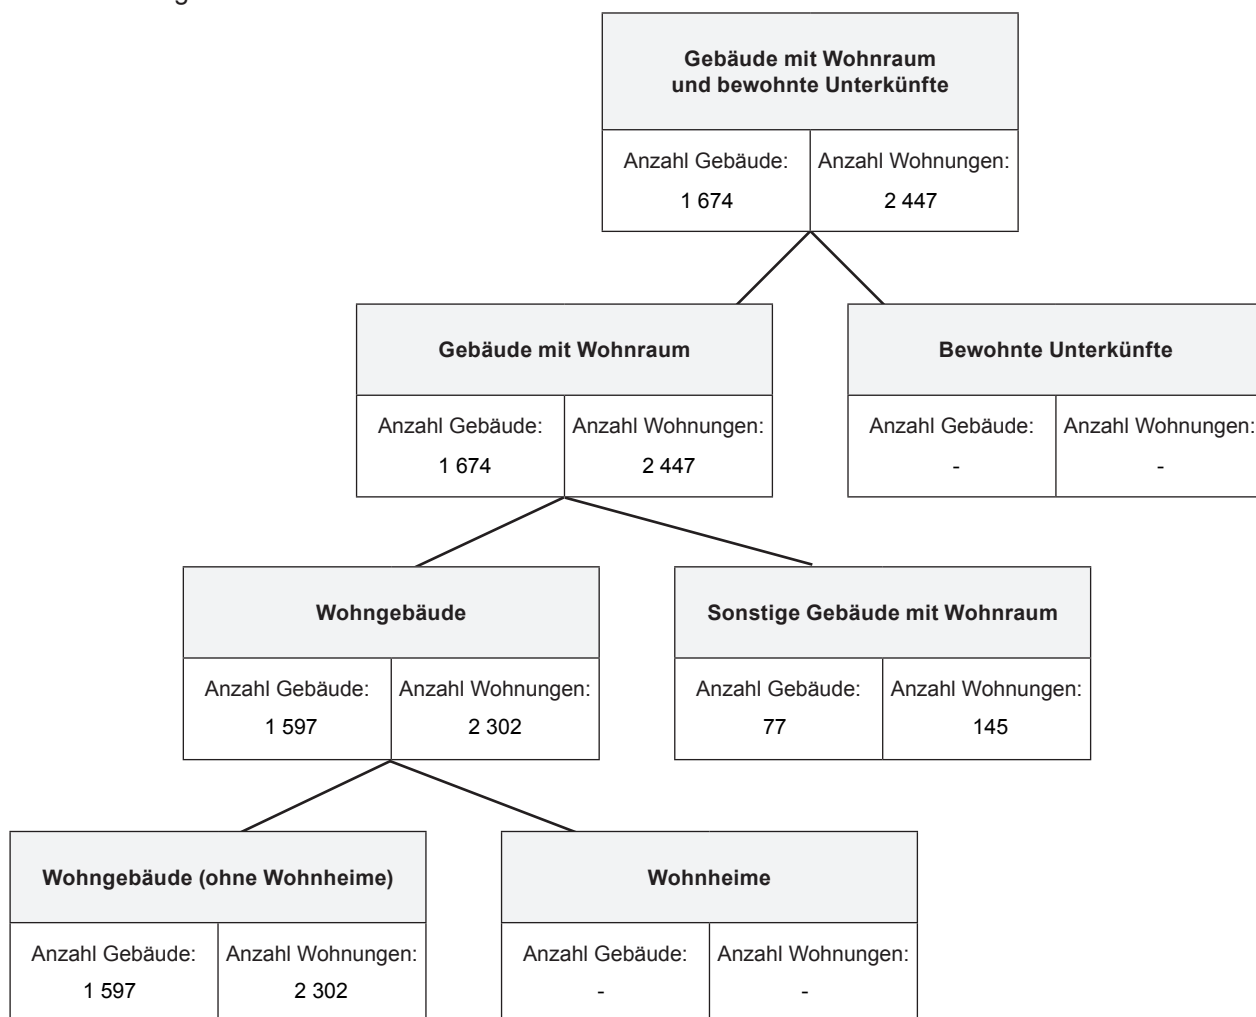 Gebäude mit Wohnraum
und bewohnte Unterkünfte
Anzahl Gebäude: Anzahl Wohnungen:
1 674 2 447
Gebäude mit Wohnraum Bewohnte Unterkünfte
Anzahl Gebäude: Anzahl Wohnungen: Anzahl Gebäude: Anzahl Wohnungen:
1 674 2 447 - -
Wohngebäude Sonstige Gebäude mit Wohnraum
Anzahl Gebäude: Anzahl Wohnungen: Anzahl Gebäude: Anzahl Wohnungen:
1 597 2 302 77 145
Wohngebäude (ohne Wohnheime) Wohnheime
Anzahl Gebäude: Anzahl Wohnungen: Anzahl Gebäude: Anzahl Wohnungen:
1 597 2 302 - -